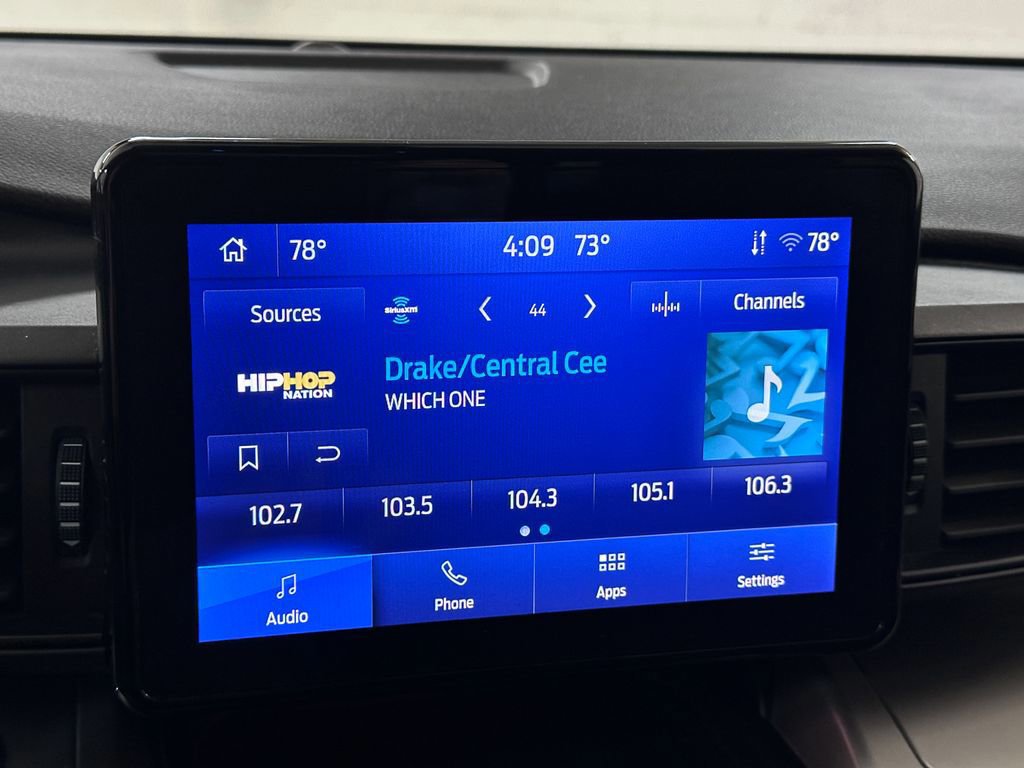 78° 4:09 73° 78°
Sources SiriusXM 44 Channels
HIPHOP NATION
Drake/Central Cee
WHICH ONE
102.7 103.5 104.3 105.1 106.3
Audio Phone Apps Settings